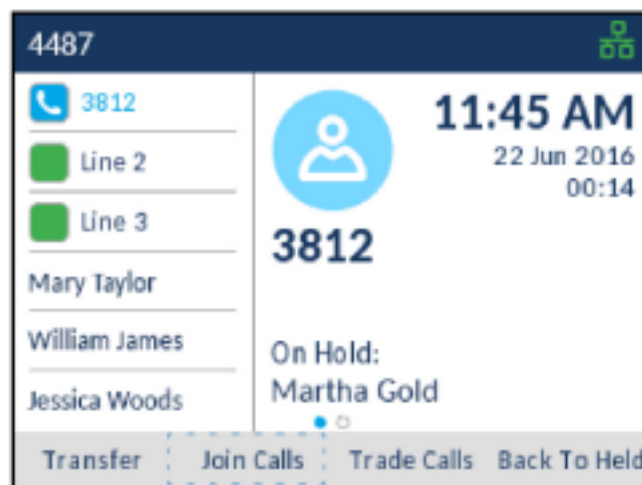 4487
3812
Line 2
Line 3
Mary Taylor
William James
Jessica Woods
11:45 AM
22 Jun 2016
00:14
3812
On Hold:
Martha Gold
Transfer Join Calls Trade Calls Back To Held